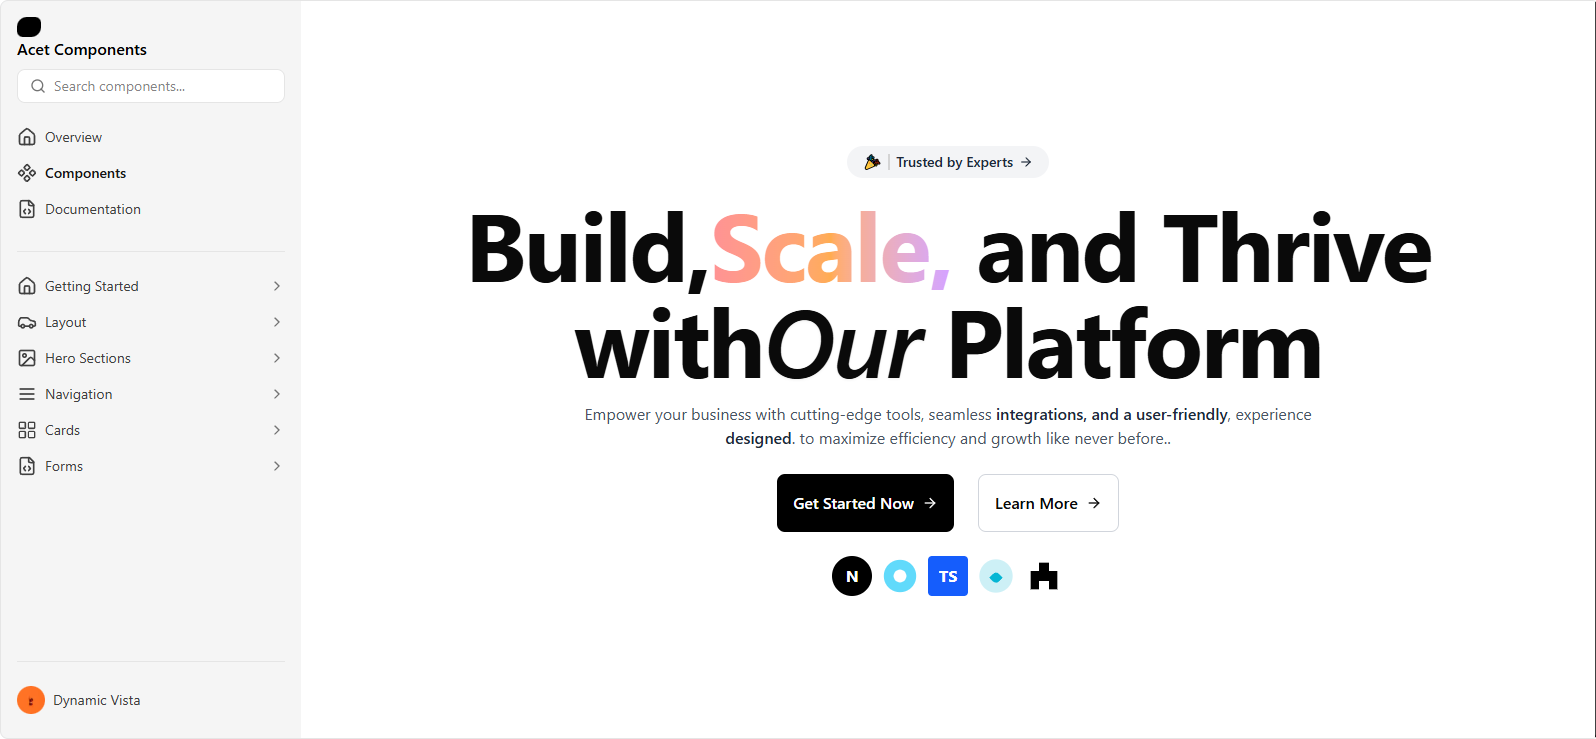 Acet Components
Search components...
Overview
Components
Documentation
Getting Started
Layout
Hero Sections
Navigation
Cards
Forms
Dynamic Vista
Trusted by Experts
Build,Scale, and Thrive
withOur Platform
Empower your business with cutting-edge tools, seamless integrations, and a user-friendly, experience
designed. to maximize efficiency and growth like never before..
Get Started Now
Learn More
N
TS